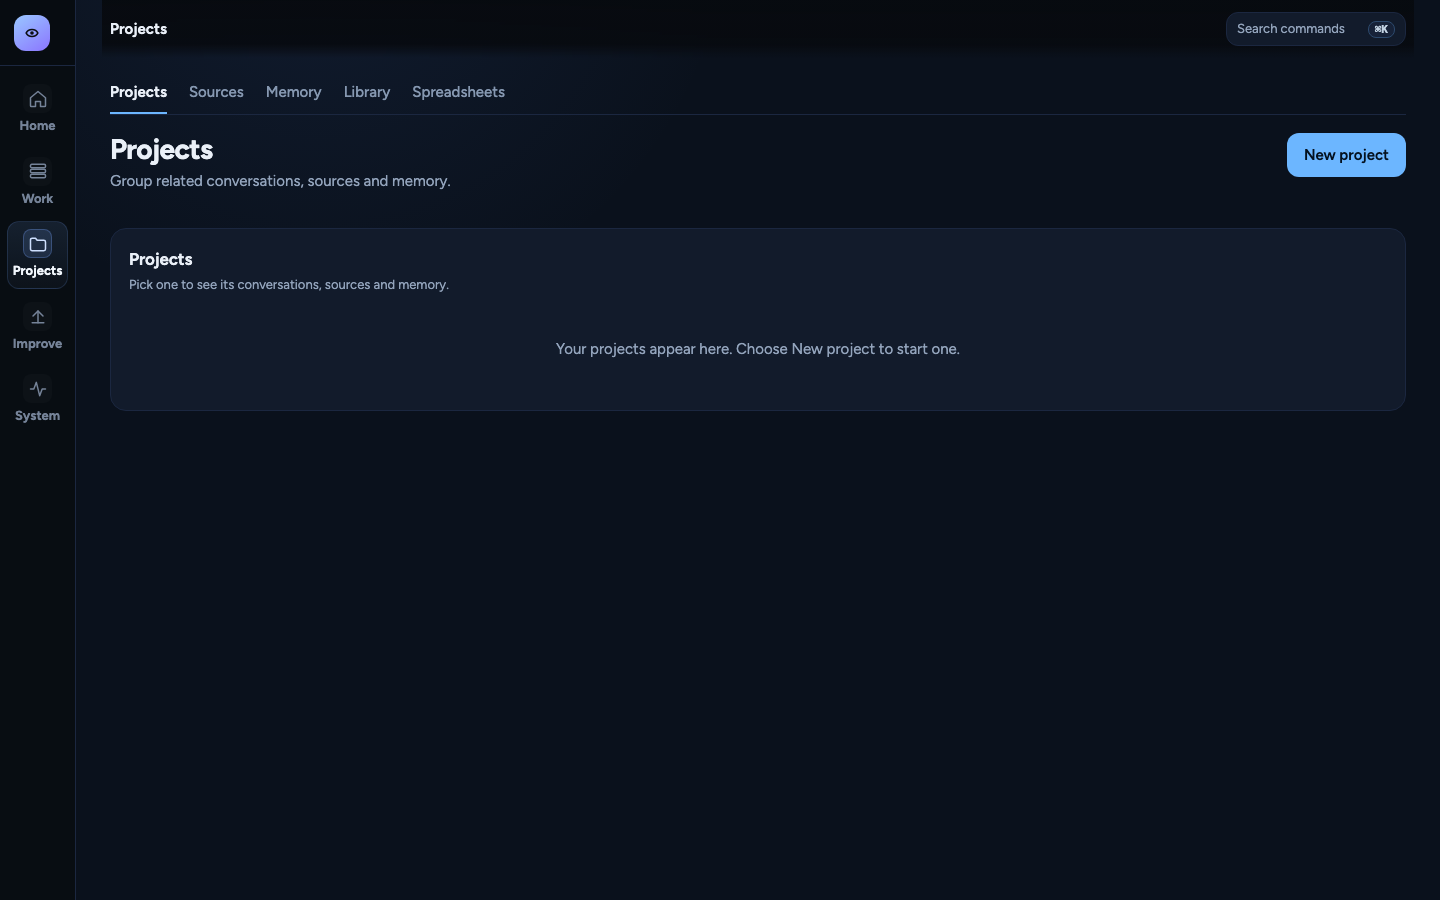 Projects
Search commands ⌘K
Home
Work
Projects
Improve
System
Projects Sources Memory Library Spreadsheets
Projects
New project
Group related conversations, sources and memory.
Projects
Pick one to see its conversations, sources and memory.
Your projects appear here. Choose New project to start one.